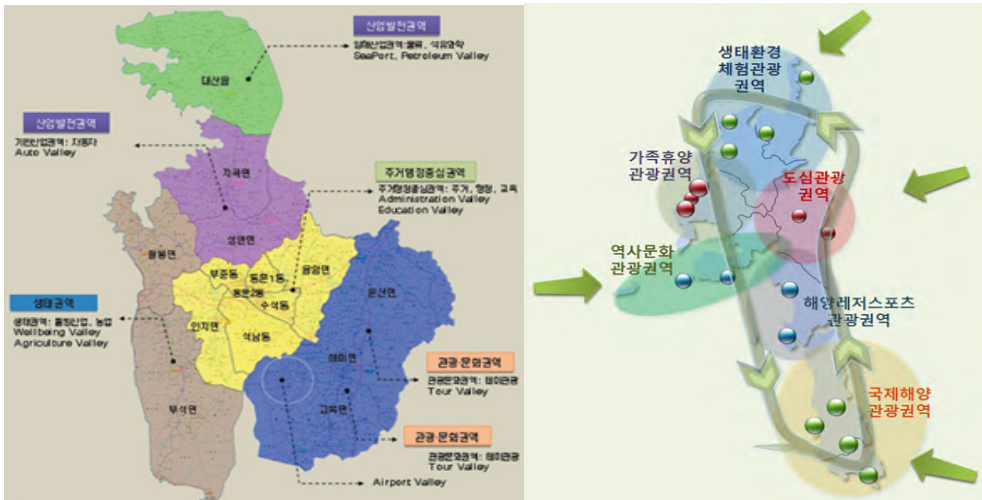 산업발전권역
임해산업권역:물류, 석유화학
SeaPort, Petroleum Valley
대산읍
산업발전권역
기반산업권역: 자동차
Auto Valley
지곡면
성연면
주거행정중심권역
주거행정중심권역: 주거, 행정, 교육
Administration Valley
Education Valley
팔봉면
부춘동
동문1동
동문2동
수석동
음암면
운산면
인지면
석남동
생태권역
생태권역: 웰빙산업, 농업
Wellbeing Valley
Agriculture Valley
해미면
관광·문화권역
관광문화권역: 테마관광
Tour Valley
부석면
고북면
관광·문화권역
관광문화권역: 테마관광
Tour Valley
Airport Valley
생태환경
체험관광
권역
가족휴양
관광권역
도심관광
권역
역사문화
관광권역
해양레저스포츠
관광권역
국제해양
관광권역